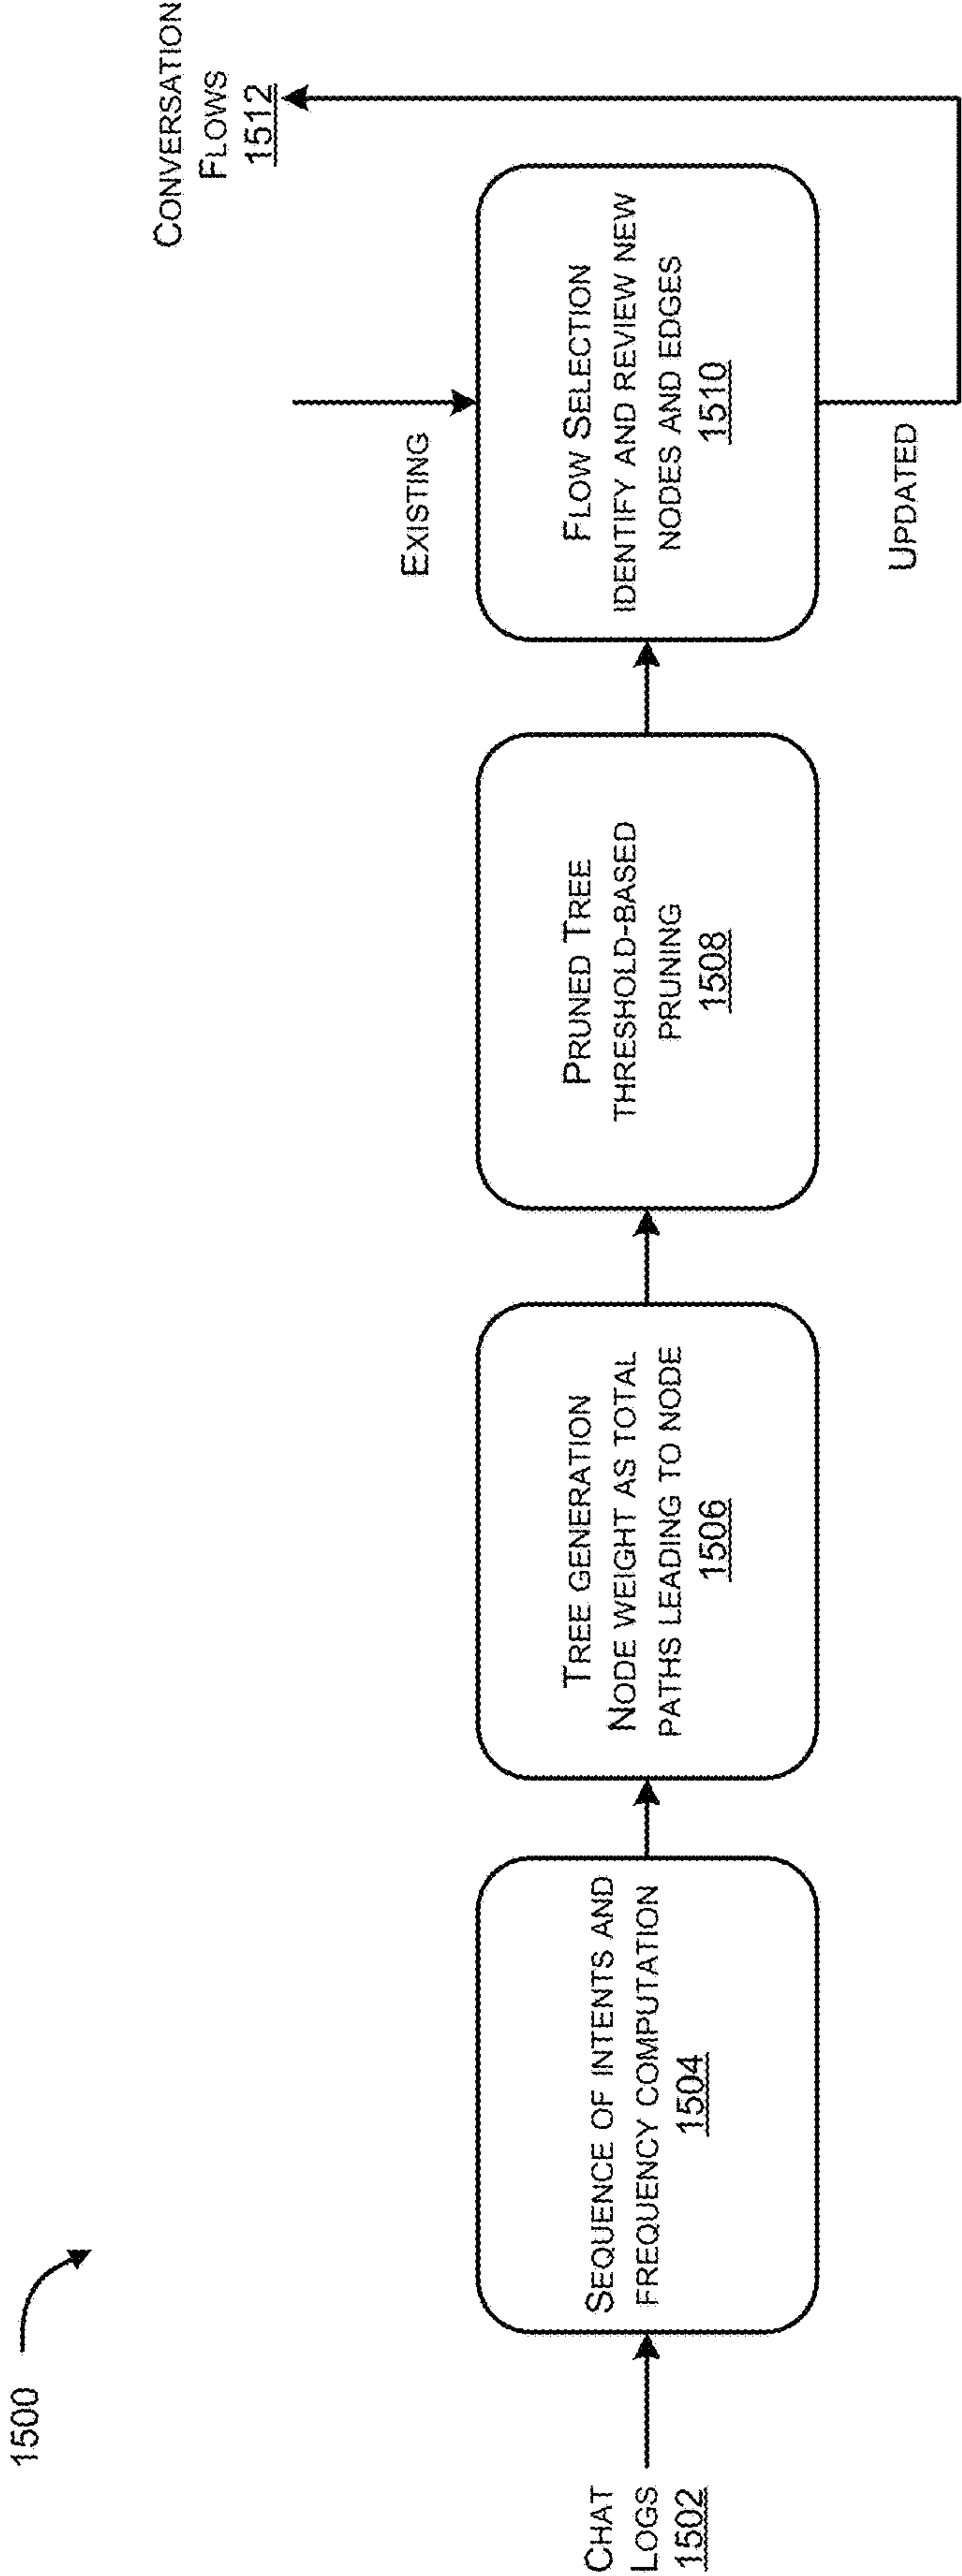 1500
CHAT
LOGS
1502
SEQUENCE OF INTENTS AND
FREQUENCY COMPUTATION
1504
TREE GENERATION
NODE WEIGHT AS TOTAL
PATHS LEADING TO NODE
1506
PRUNED TREE
THRESHOLD-BASED
PRUNING
1508
EXISTING
FLOW SELECTION
IDENTIFY AND REVIEW NEW
NODES AND EDGES
1510
UPDATED
CONVERSATION
FLOWS
1512